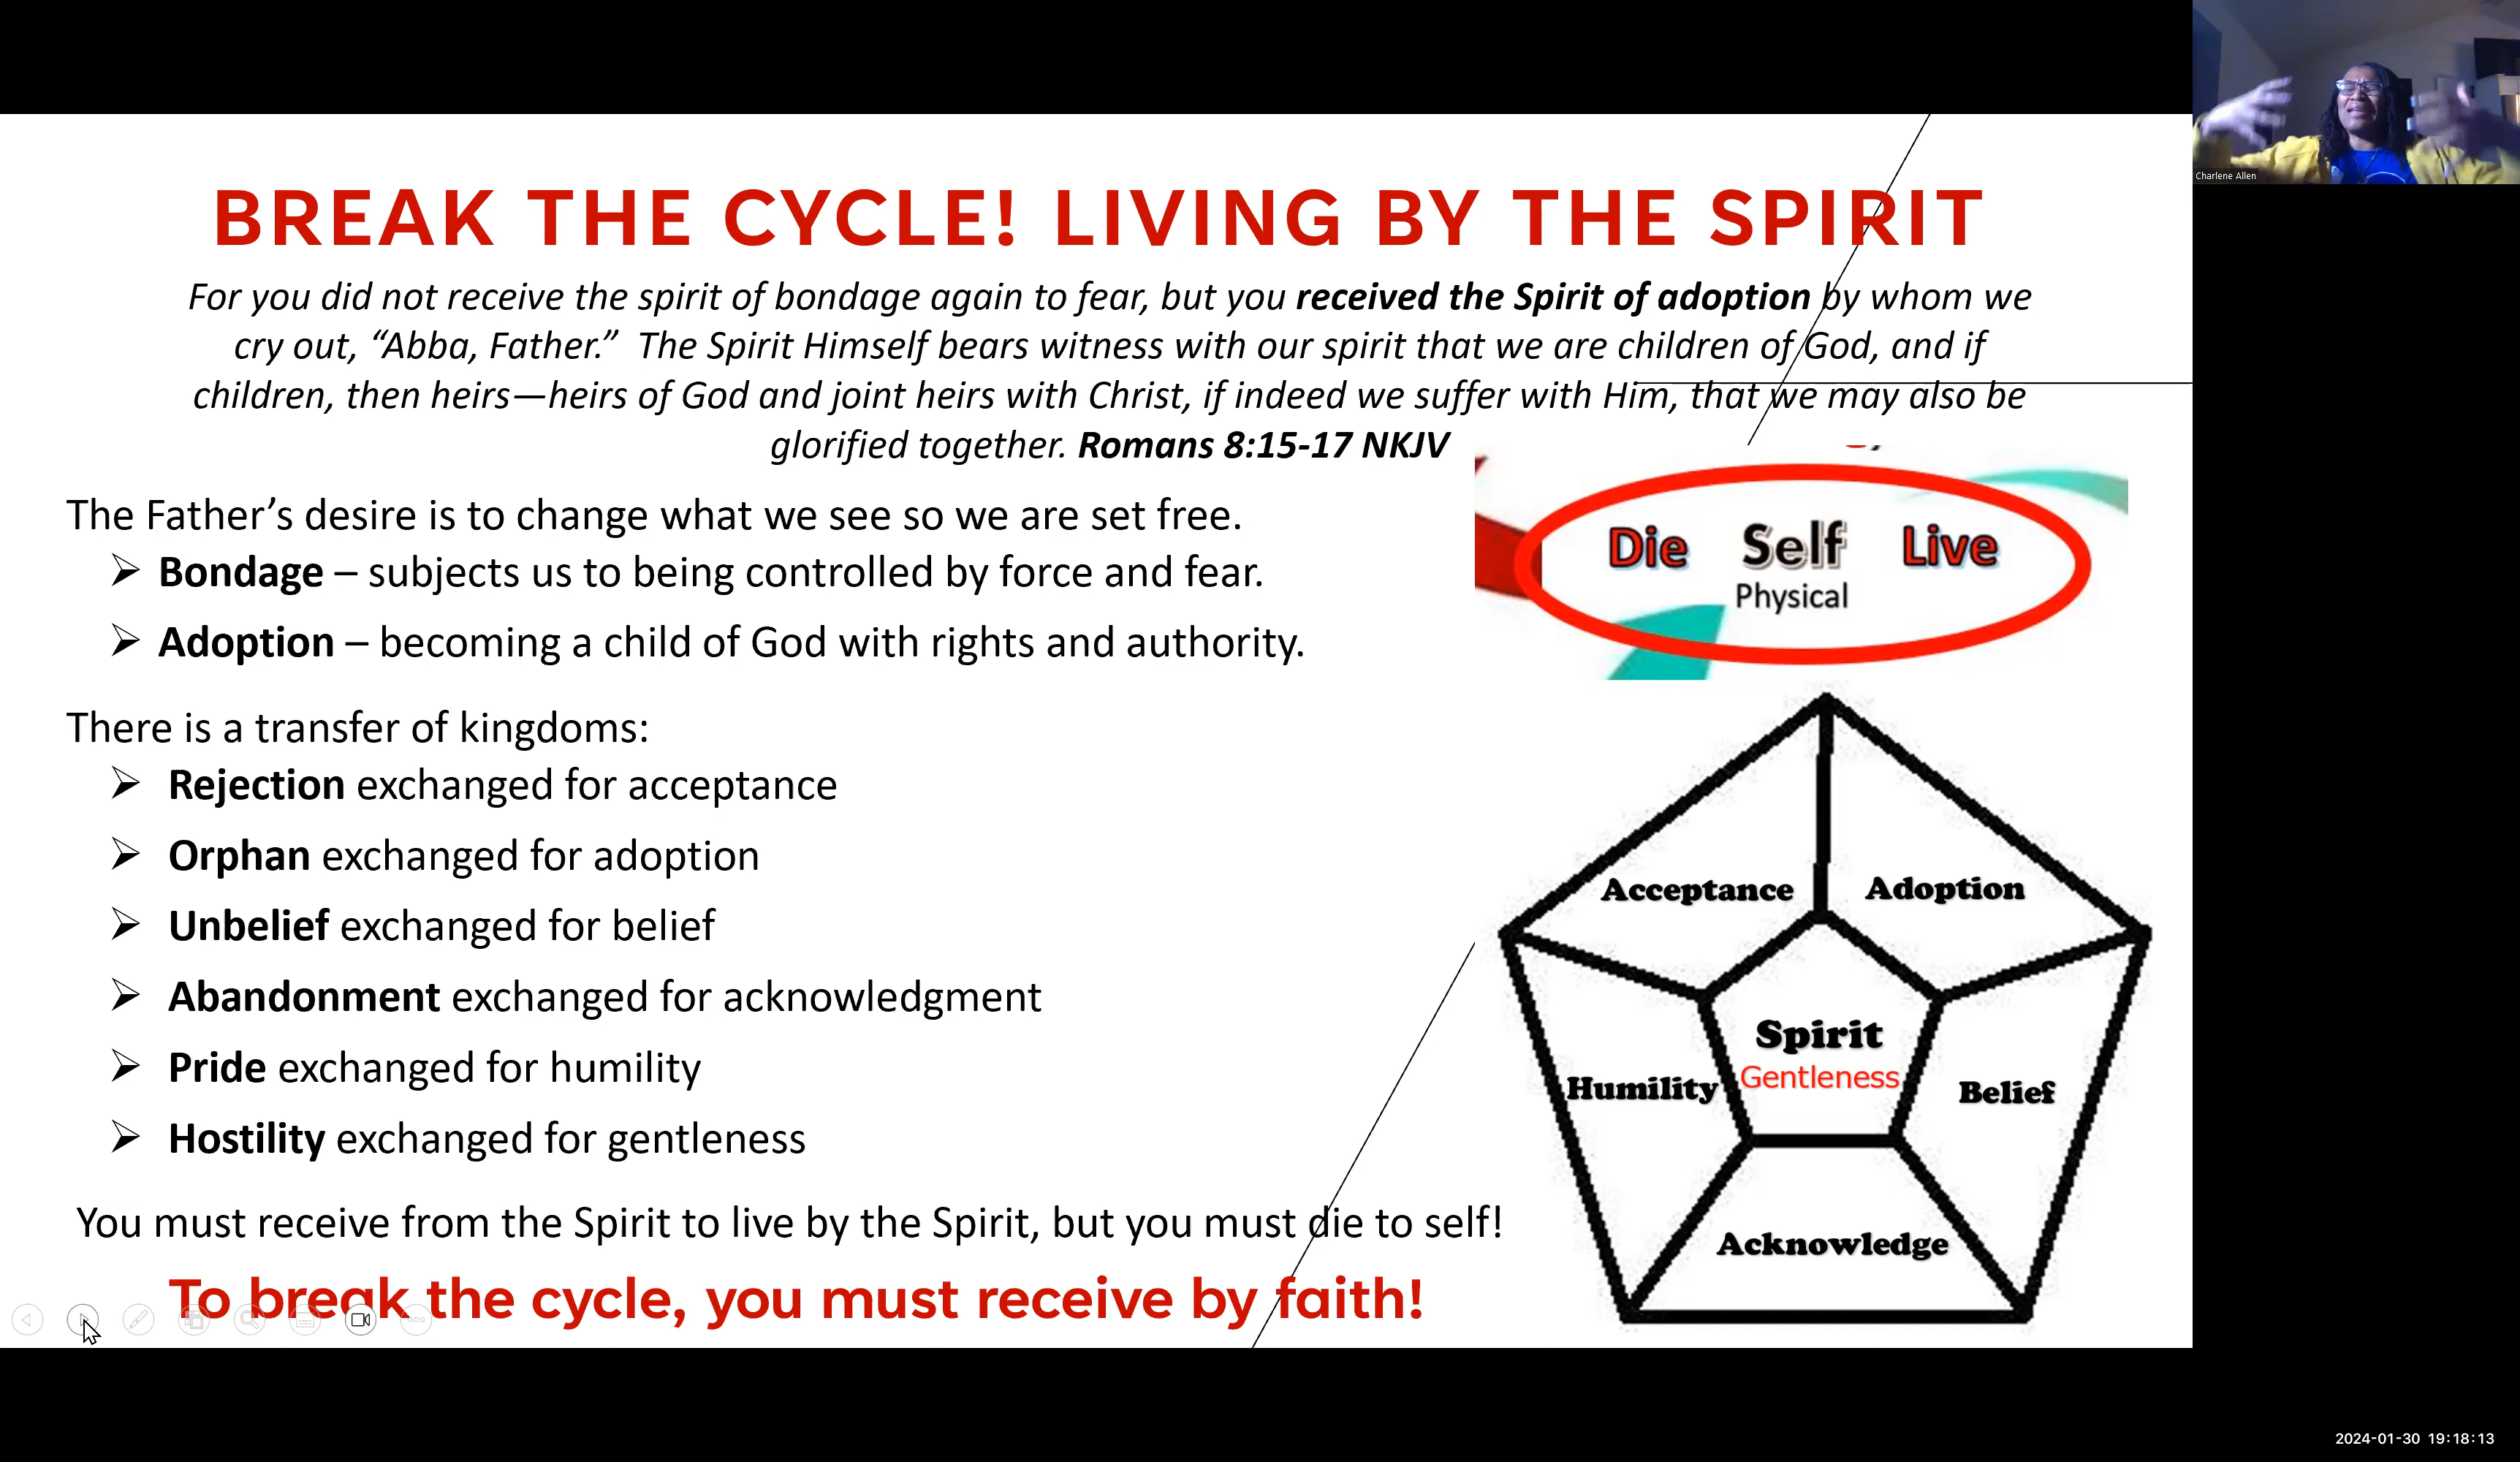 BREAK THE CYCLE! LIVING BY THE SPIRIT
For you did not receive the spirit of bondage again to fear, but you received the Spirit of adoption by whom we
cry out, “Abba, Father.”  The Spirit Himself bears witness with our spirit that we are children of God, and if
children, then heirs—heirs of God and joint heirs with Christ, if indeed we suffer with Him, that we may also be
glorified together. Romans 8:15-17 NKJV
The Father’s desire is to change what we see so we are set free.
Bondage – subjects us to being controlled by force and fear.
Adoption – becoming a child of God with rights and authority.
There is a transfer of kingdoms:
Rejection exchanged for acceptance
Orphan exchanged for adoption
Unbelief exchanged for belief
Abandonment exchanged for acknowledgment
Pride exchanged for humility
Hostility exchanged for gentleness
You must receive from the Spirit to live by the Spirit, but you must die to self!
To break the cycle, you must receive by faith!
Die Self Live
Physical
Acceptance Adoption
Spirit
Gentleness
Humility Belief
Acknowledge
Charlene Allen
2024-01-30 19:18:13